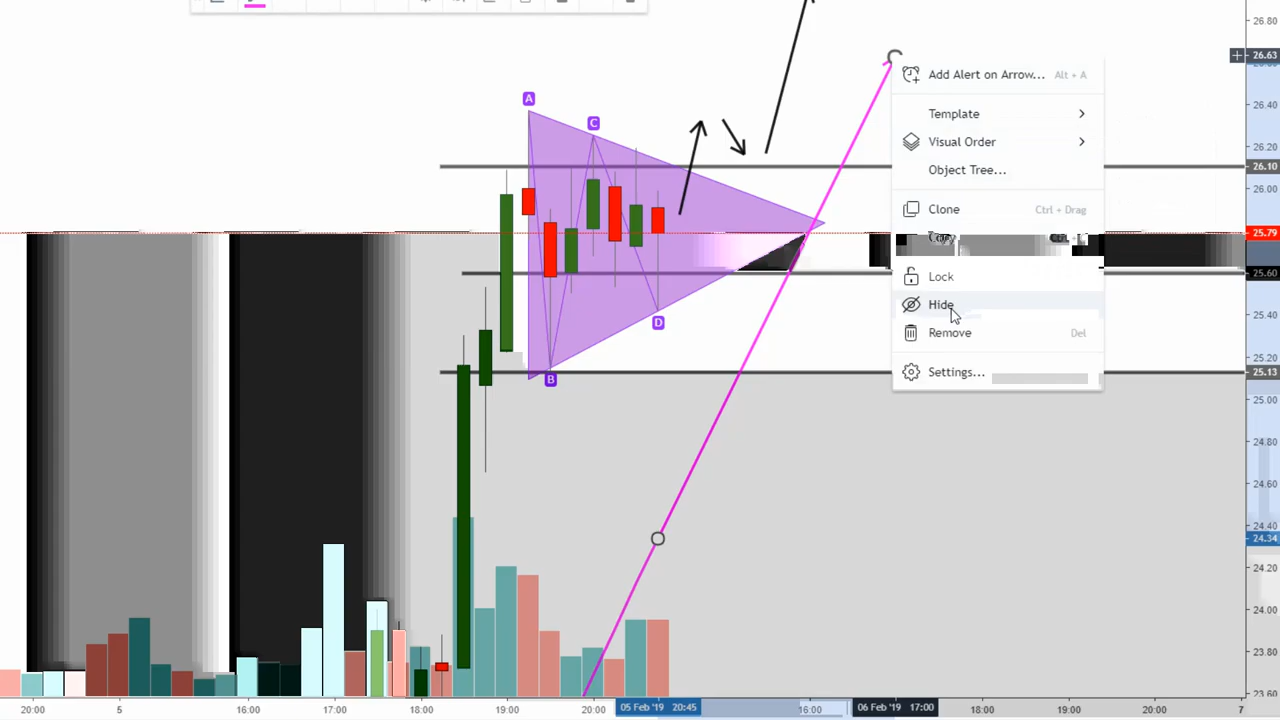 26.80
26.63
Add Alert on Arrow... Alt + A
A
26.40
Template
C
26.20
Visual Order
26.10
Object Tree...
26.00
Clone Ctrl + Drag
25.79
25.60
Lock
Hide
25.40
D
Remove Del
25.20
Settings...
25.13
B
25.00
24.80
24.60
24.40
24.34
24.20
24.00
23.80
23.60
20:00 5 16:00 17:00 18:00 19:00 20:00 05 Feb '19 20:45 16:00 06 Feb '19 17:00 18:00 19:00 20:00 7